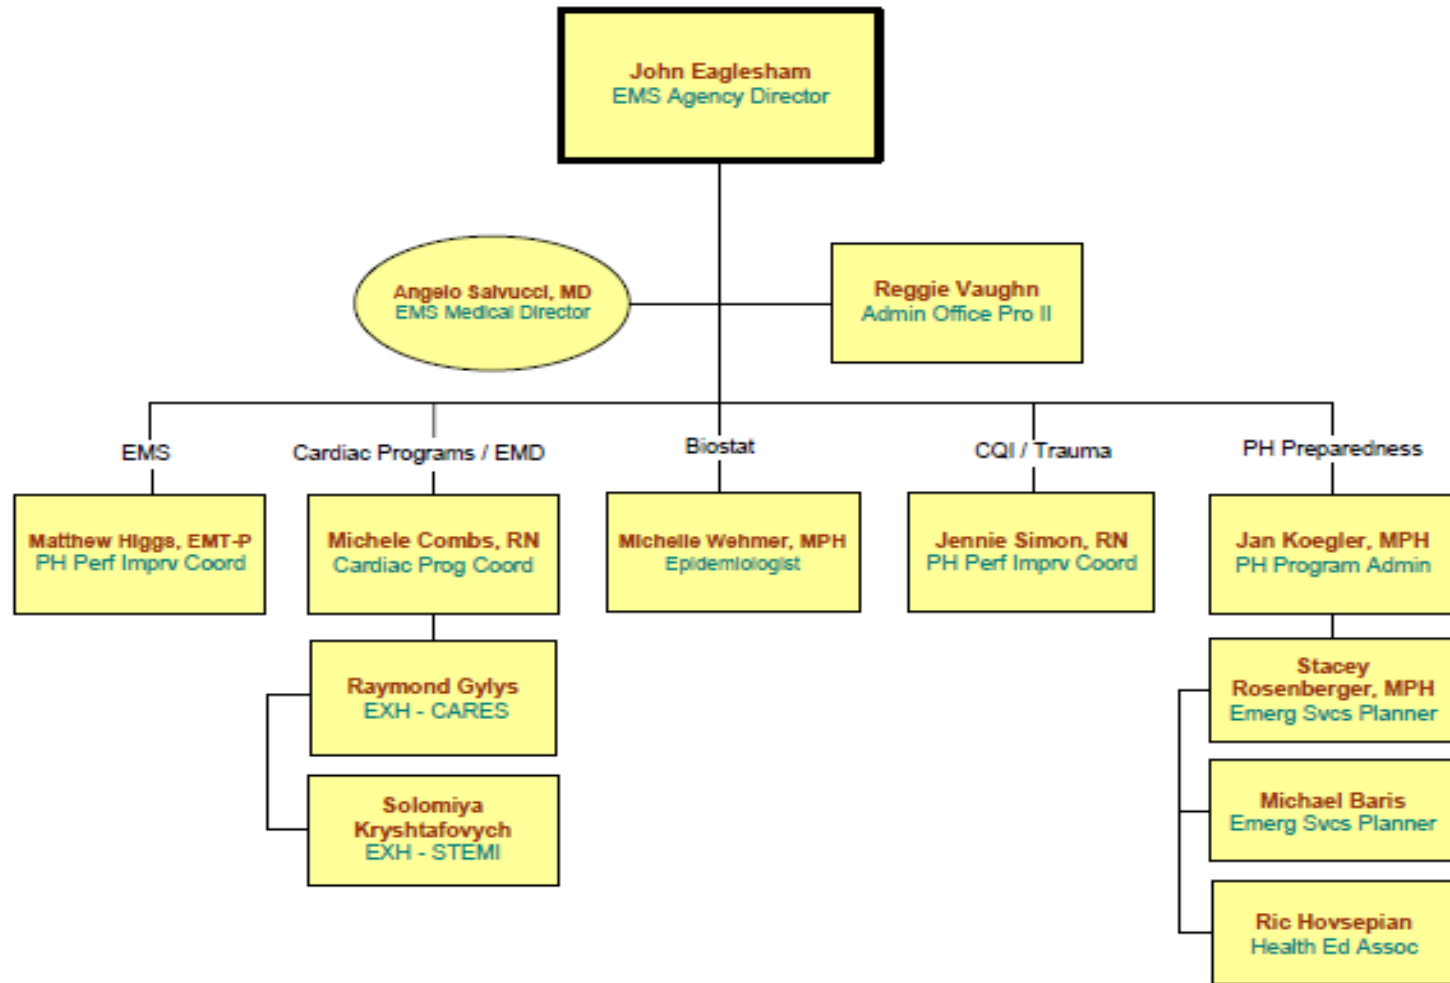 John Eaglesham
EMS Agency Director
Angelo Salvucci, MD
EMS Medical Director
Reggie Vaughn
Admin Office Pro II
EMS
Cardiac Programs / EMD
Biostat
CQI / Trauma
PH Preparedness
Matthew Higgs, EMT-P
PH Perf Imprv Coord
Michele Combs, RN
Cardiac Prog Coord
Michelle Wehmer, MPH
Epidemiologist
Jennie Simon, RN
PH Perf Imprv Coord
Jan Koegler, MPH
PH Program Admin
Raymond Gylys
EXH - CARES
Solomiya
Kryshtafovych
EXH - STEMI
Stacey
Rosenberger, MPH
Emerg Svcs Planner
Michael Baris
Emerg Svcs Planner
Ric Hovsepian
Health Ed Assoc